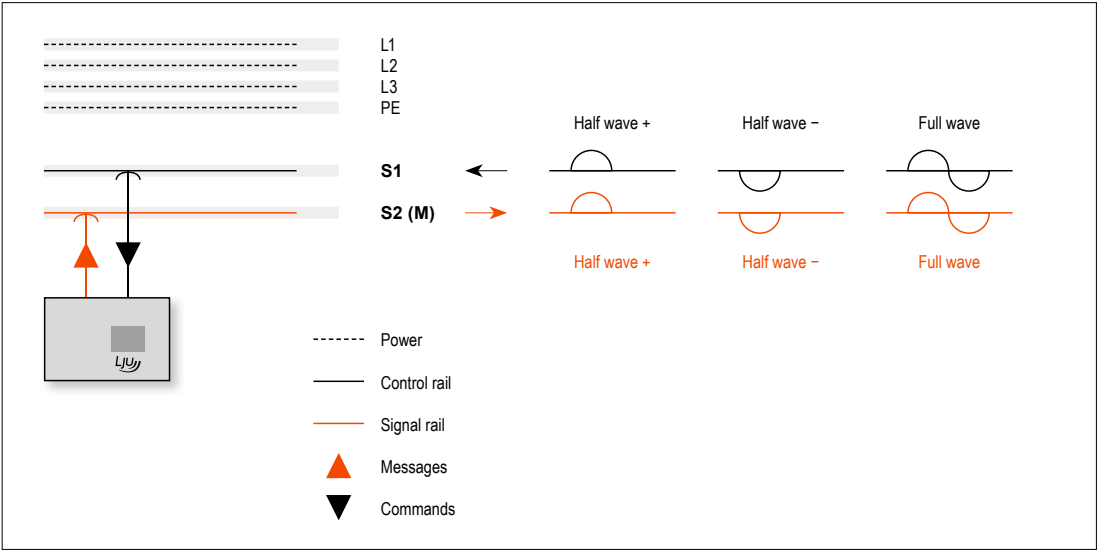 L1
L2
L3
PE
Half wave + Half wave − Full wave
S1
S2 (M)
Half wave + Half wave − Full wave
LJU
Power
Control rail
Signal rail
Messages
Commands